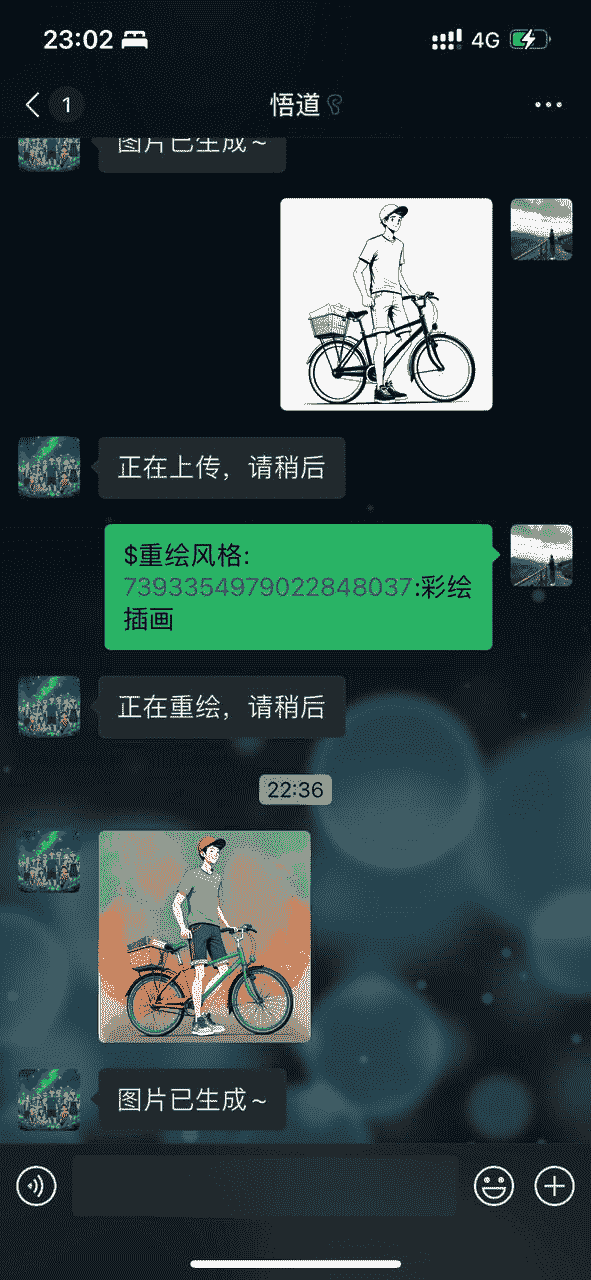 23:02
4G
1
悟道
图片已生成~
正在上传，请稍后
$重绘风格:
7393354979022848037:彩绘
插画
正在重绘，请稍后
22:36
图片已生成~